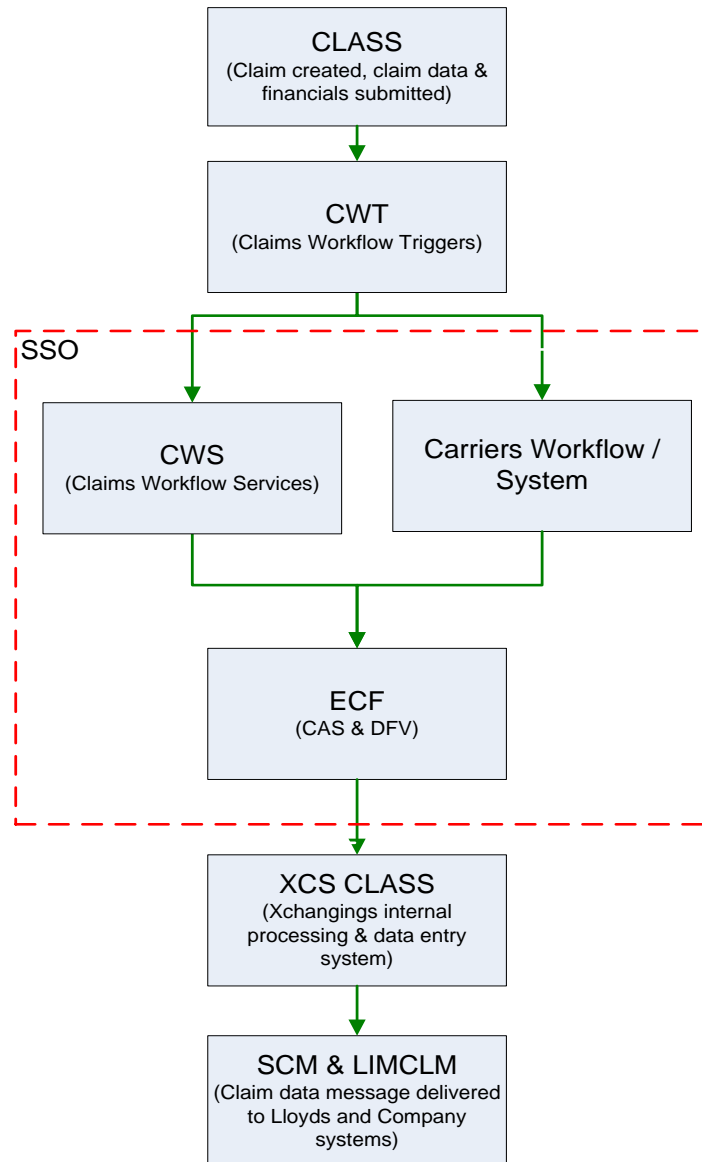 CLASS
(Claim created, claim data &
financials submitted)
CWT
(Claims Workflow Triggers)
SSO
CWS
(Claims Workflow Services)
Carriers Workflow /
System
ECF
(CAS & DFV)
XCS CLASS
(Xchangings internal
processing & data entry
system)
SCM & LIMCLM
(Claim data message delivered
to Lloyds and Company
systems)